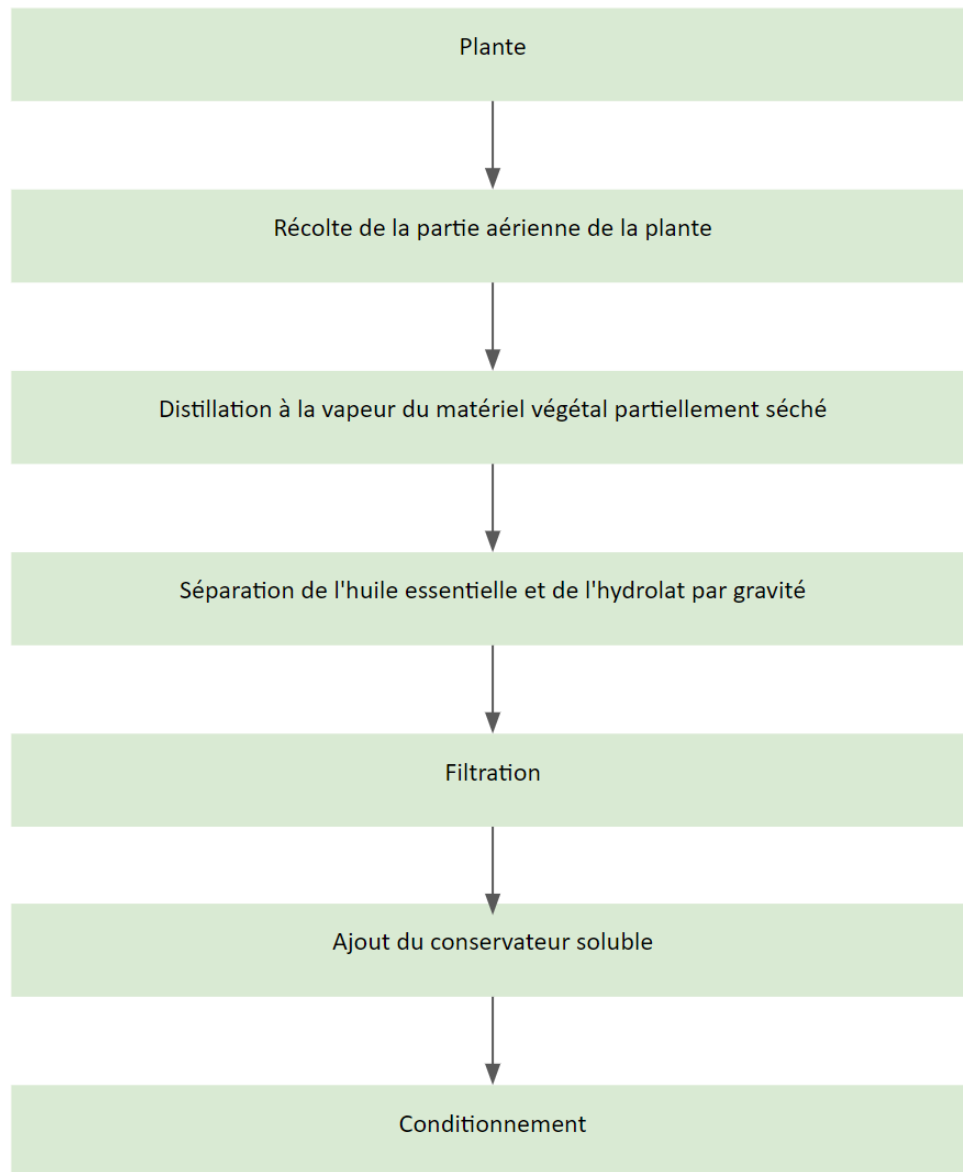 Plante
Récolte de la partie aérienne de la plante
Distillation à la vapeur du matériel végétal partiellement séché
Séparation de l'huile essentielle et de l'hydrolat par gravité
Filtration
Ajout du conservateur soluble
Conditionnement